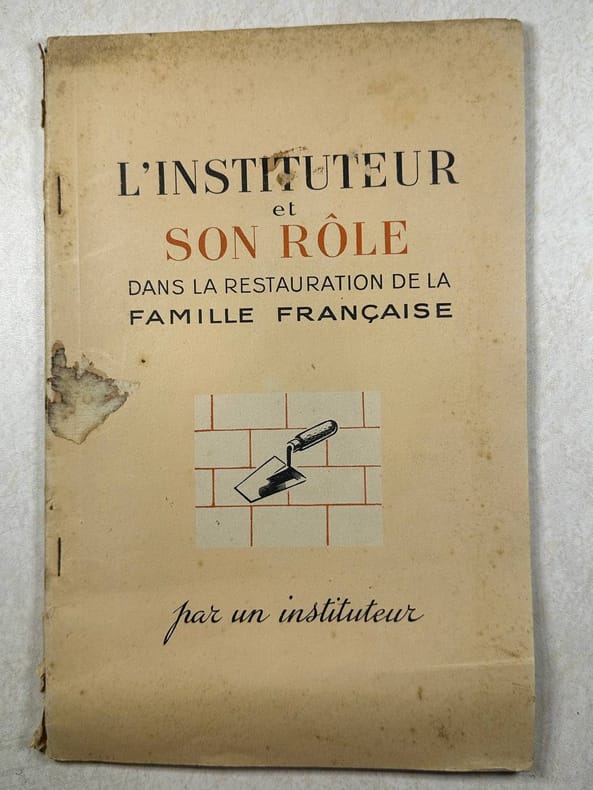 L'INSTITUTEUR
et
SON RÔLE
DANS LA RESTAURATION DE LA
FAMILLE FRANÇAISE
par un instituteur